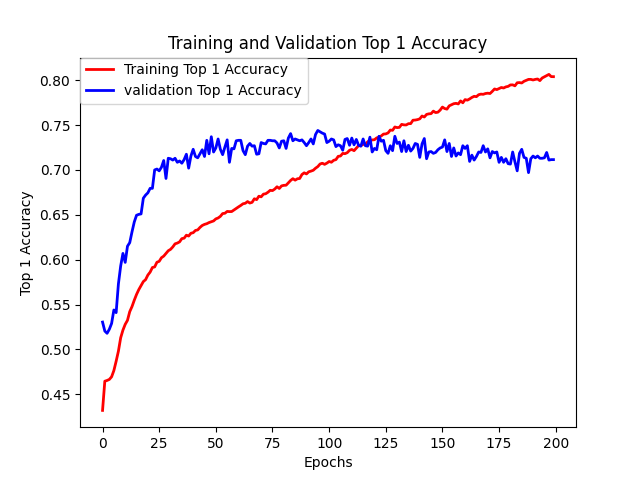 Training and Validation Top 1 Accuracy
Training Top 1 Accuracy
validation Top 1 Accuracy
Top 1 Accuracy
0.80
0.75
0.70
0.65
0.60
0.55
0.50
0.45
0 25 50 75 100 125 150 175 200
Epochs